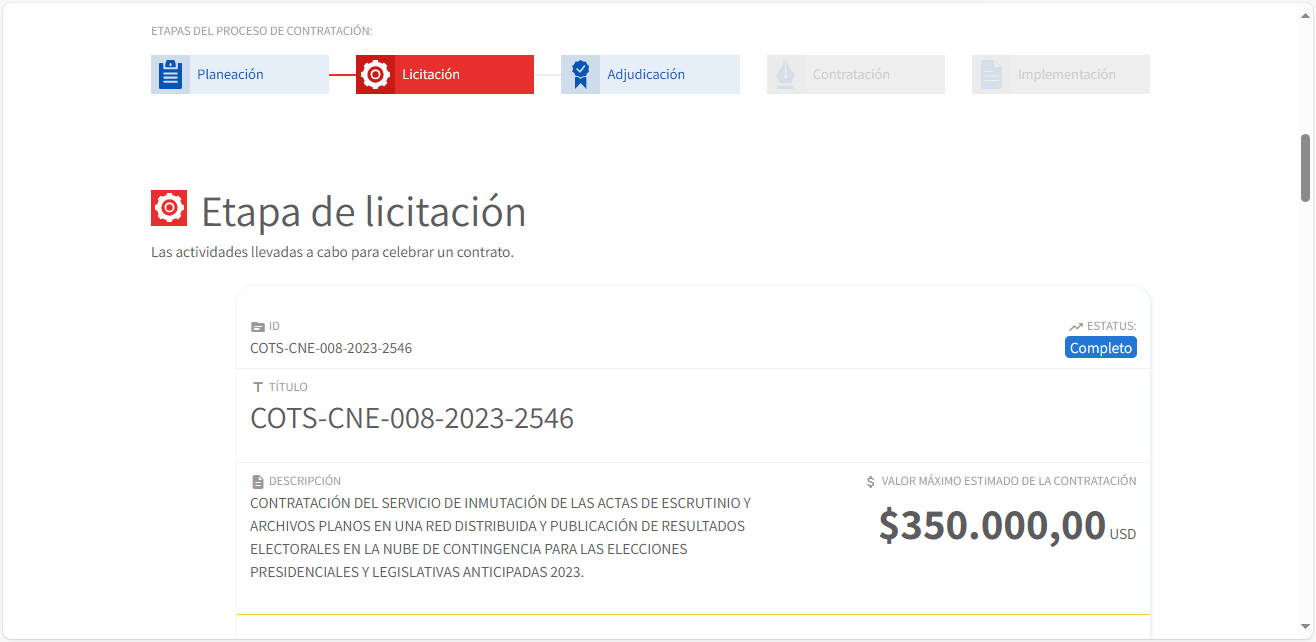 ETAPAS DEL PROCESO DE CONTRATACIÓN:
Planeación
Licitación
Adjudicación
Contratación
Implementación
Etapa de licitación
Las actividades llevadas a cabo para celebrar un contrato.
ID
COTS-CNE-008-2023-2546
ESTATUS:
Completo
TÍTULO
COTS-CNE-008-2023-2546
DESCRIPCIÓN
CONTRATACIÓN DEL SERVICIO DE INMUTACIÓN DE LAS ACTAS DE ESCRUTINIO Y
ARCHIVOS PLANOS EN UNA RED DISTRIBUIDA Y PUBLICACIÓN DE RESULTADOS
ELECTORALES EN LA NUBE DE CONTINGENCIA PARA LAS ELECCIONES
PRESIDENCIALES Y LEGISLATIVAS ANTICIPADAS 2023.
$ VALOR MÁXIMO ESTIMADO DE LA CONTRATACIÓN
$350.000,00 USD